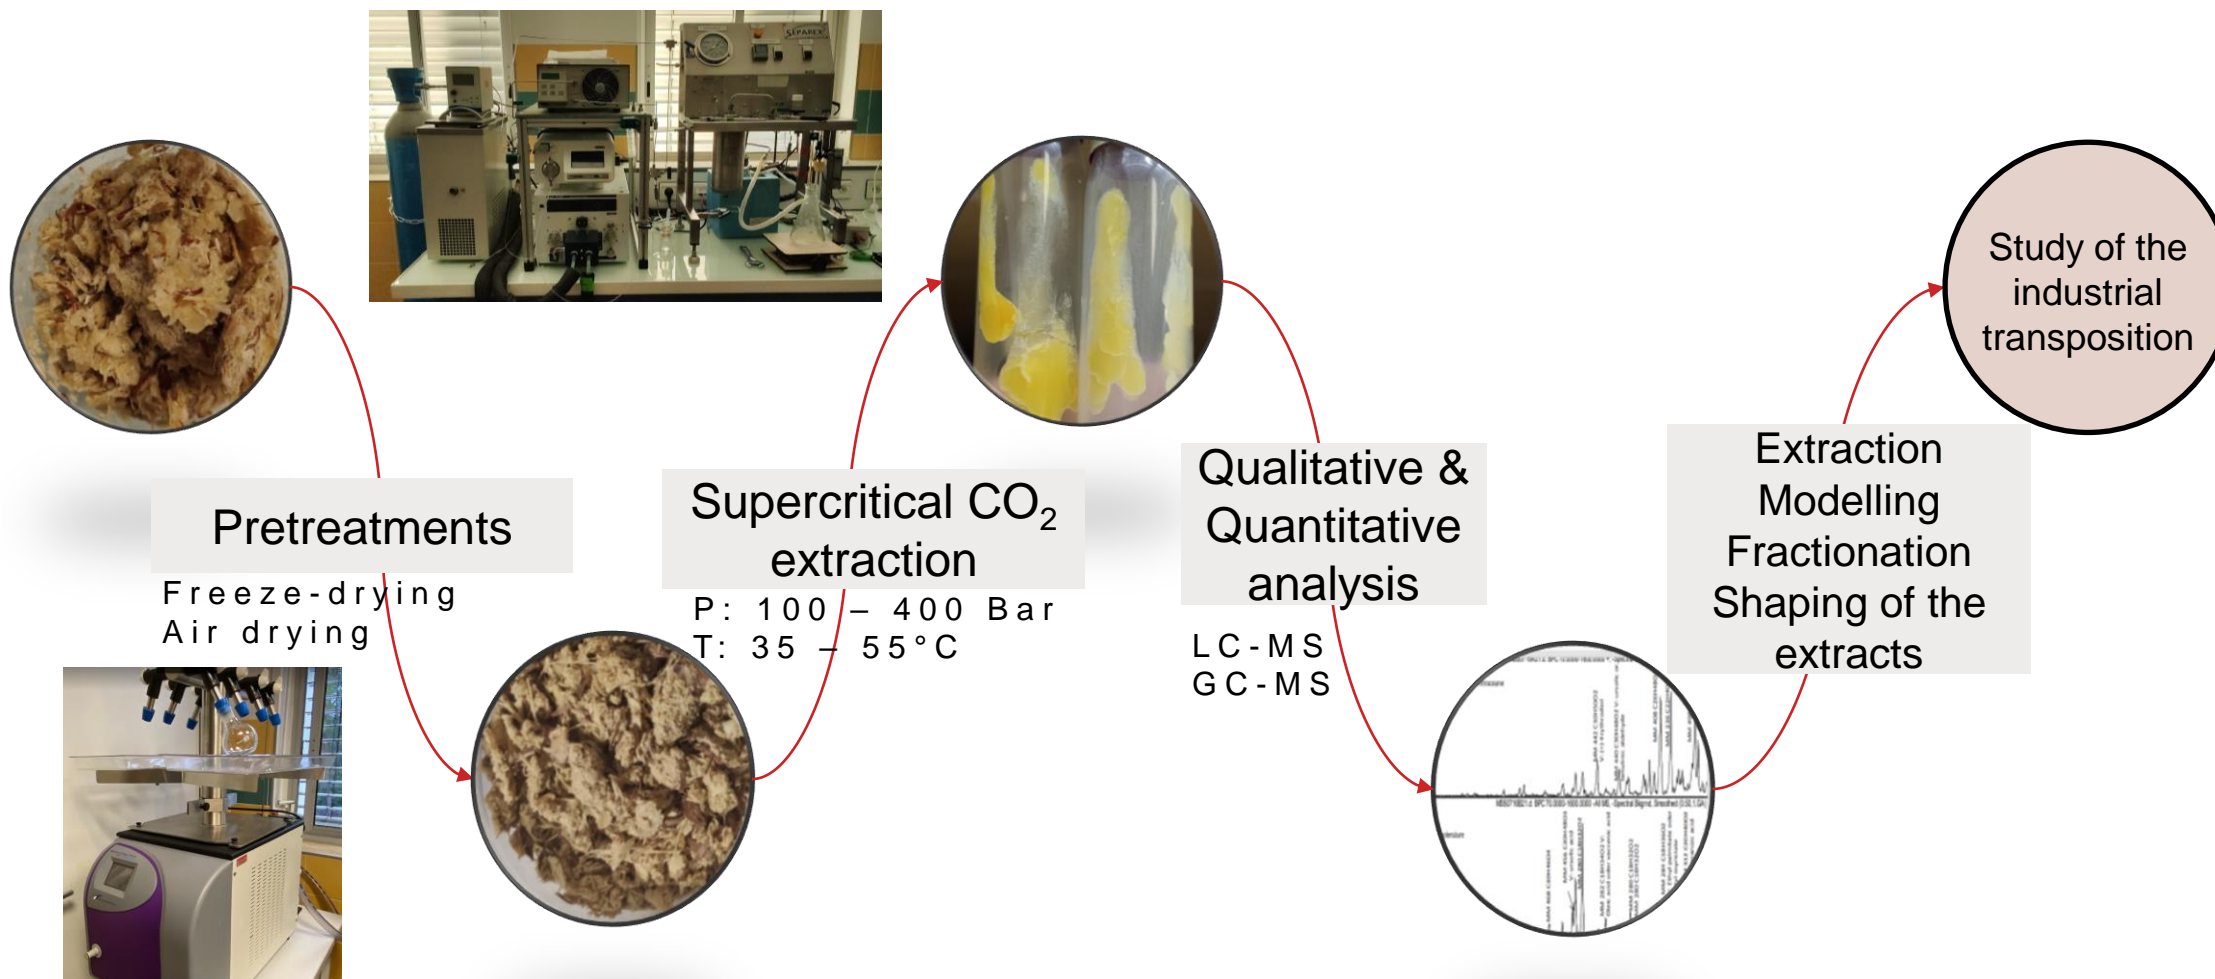 SEPAREX
Pretreatments
Freeze-drying
Air drying
Supercritical CO₂
extraction
P: 100 – 400 Bar
T: 35 – 55°C
Qualitative &
Quantitative
analysis
LC-MS
GC-MS
Extraction
Modelling
Fractionation
Shaping of the
extracts
Study of the
industrial
transposition